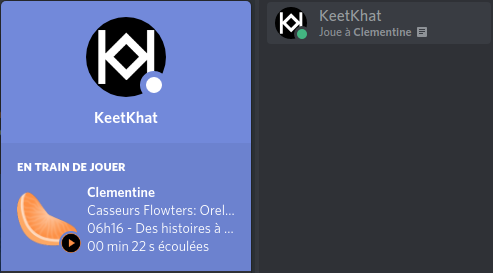 KeetKhat
EN TRAIN DE JOUER
Clementine
Casseurs Flowters: Orel...
06h16 - Des histoires à ...
00 min 22 s écoulées
KeetKhat
Joue à Clementine